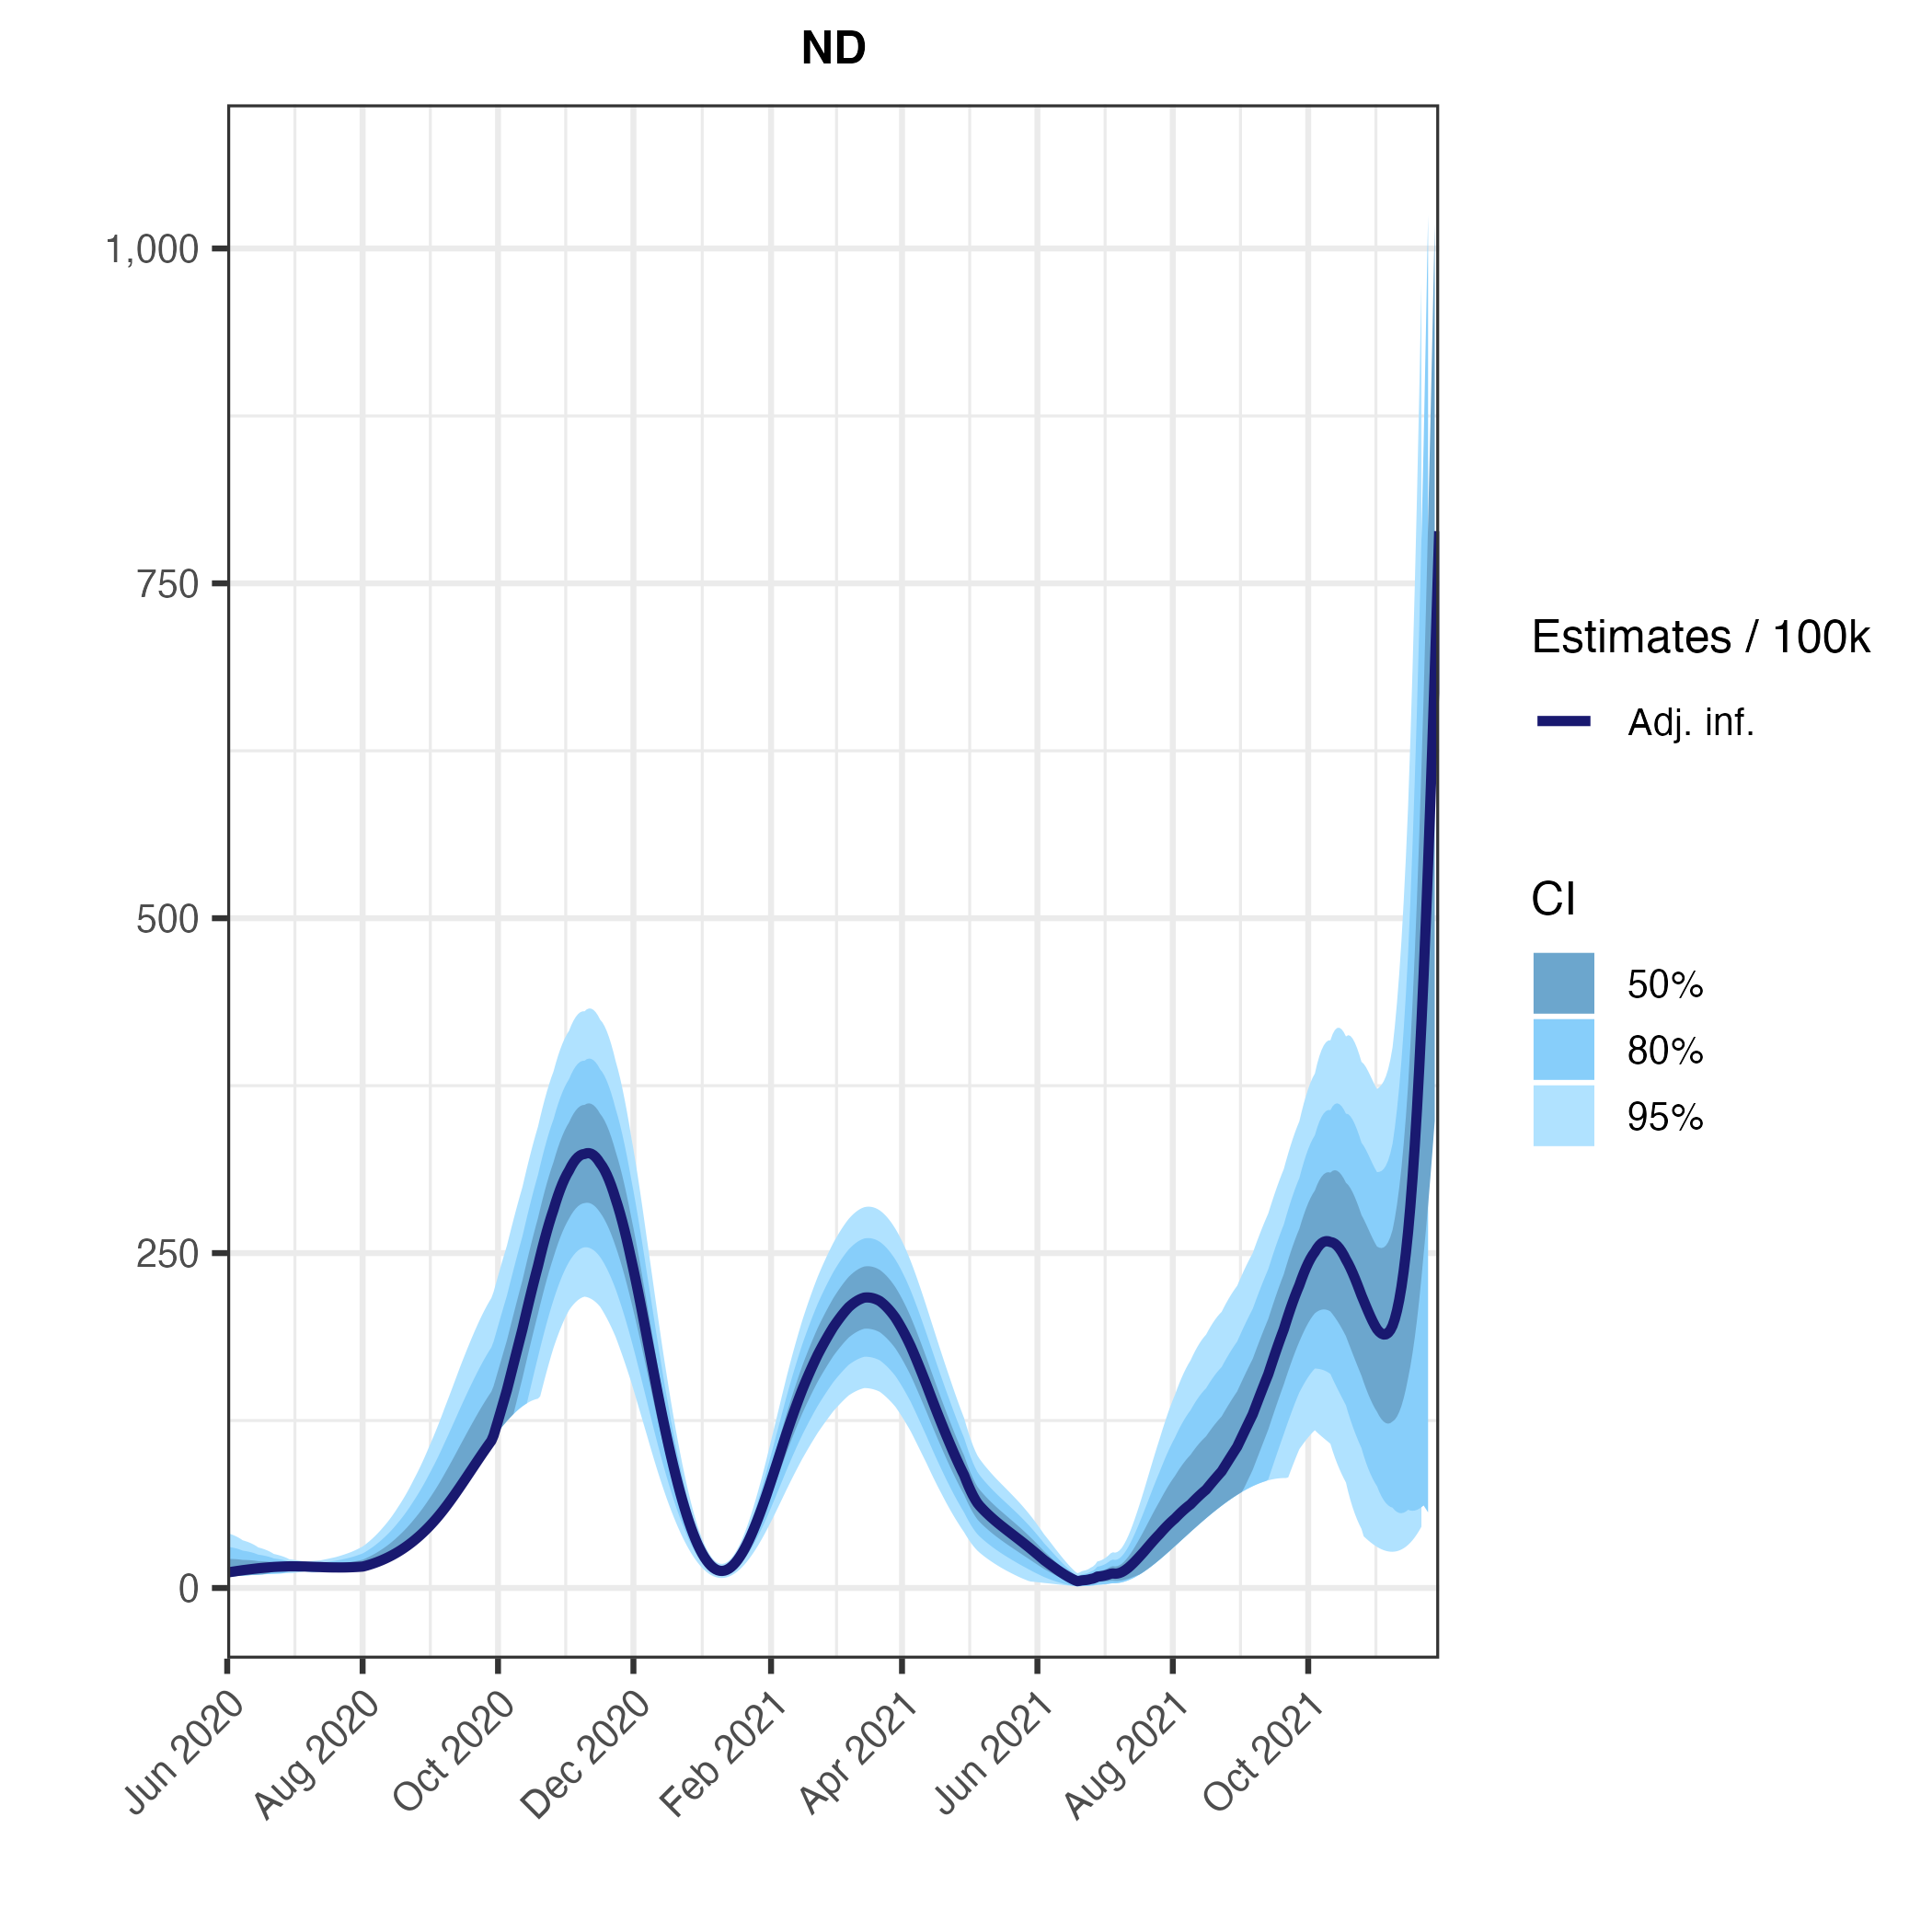 ND
1,000
750
500
250
0
Jun 2020
Aug 2020
Oct 2020
Dec 2020
Feb 2021
Apr 2021
Jun 2021
Aug 2021
Oct 2021
Estimates / 100k
Adj. inf.
CI
50%
80%
95%